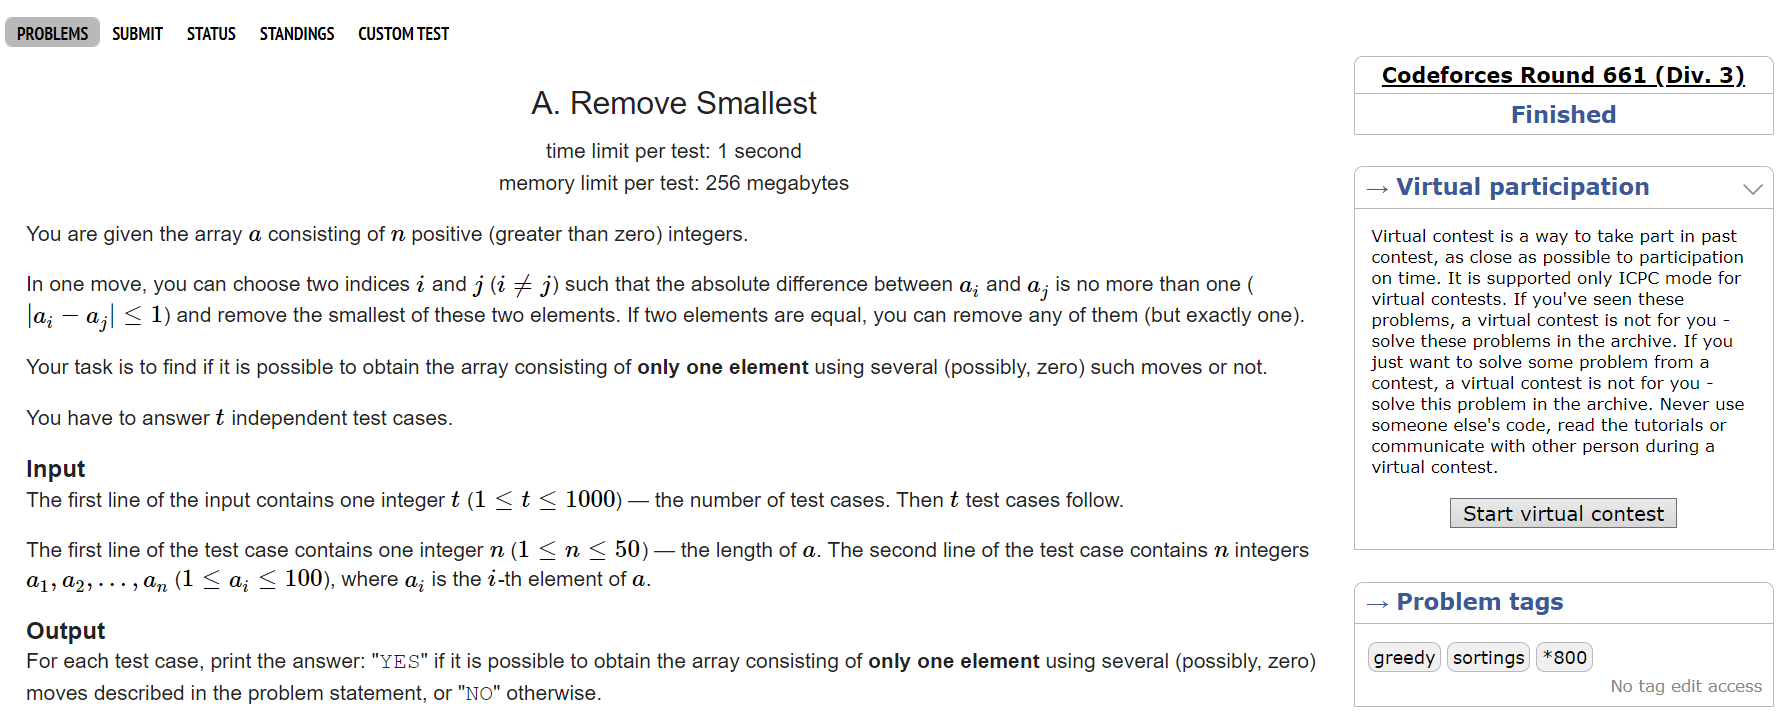 PROBLEMS SUBMIT STATUS STANDINGS CUSTOM TEST
A. Remove Smallest
time limit per test: 1 second
memory limit per test: 256 megabytes
You are given the array a consisting of n positive (greater than zero) integers.
In one move, you can choose two indices i and j (i ≠ j) such that the absolute difference between a_i and a_j is no more than one (
|a_i − a_j| ≤ 1) and remove the smallest of these two elements. If two elements are equal, you can remove any of them (but exactly one).
Your task is to find if it is possible to obtain the array consisting of only one element using several (possibly, zero) such moves or not.
You have to answer t independent test cases.
Input
The first line of the input contains one integer t (1 ≤ t ≤ 1000) — the number of test cases. Then t test cases follow.
The first line of the test case contains one integer n (1 ≤ n ≤ 50) — the length of a. The second line of the test case contains n integers
a_1, a_2, . . . , a_n (1 ≤ a_i ≤ 100), where a_i is the i-th element of a.
Output
For each test case, print the answer: "YES" if it is possible to obtain the array consisting of only one element using several (possibly, zero)
moves described in the problem statement, or "NO" otherwise.
Codeforces Round 661 (Div. 3)
Finished
→ Virtual participation
Virtual contest is a way to take part in past
contest, as close as possible to participation
on time. It is supported only ICPC mode for
virtual contests. If you've seen these
problems, a virtual contest is not for you -
solve these problems in the archive. If you
just want to solve some problem from a
contest, a virtual contest is not for you -
solve this problem in the archive. Never use
someone else's code, read the tutorials or
communicate with other person during a
virtual contest.
Start virtual contest
→ Problem tags
greedy sortings *800
No tag edit access